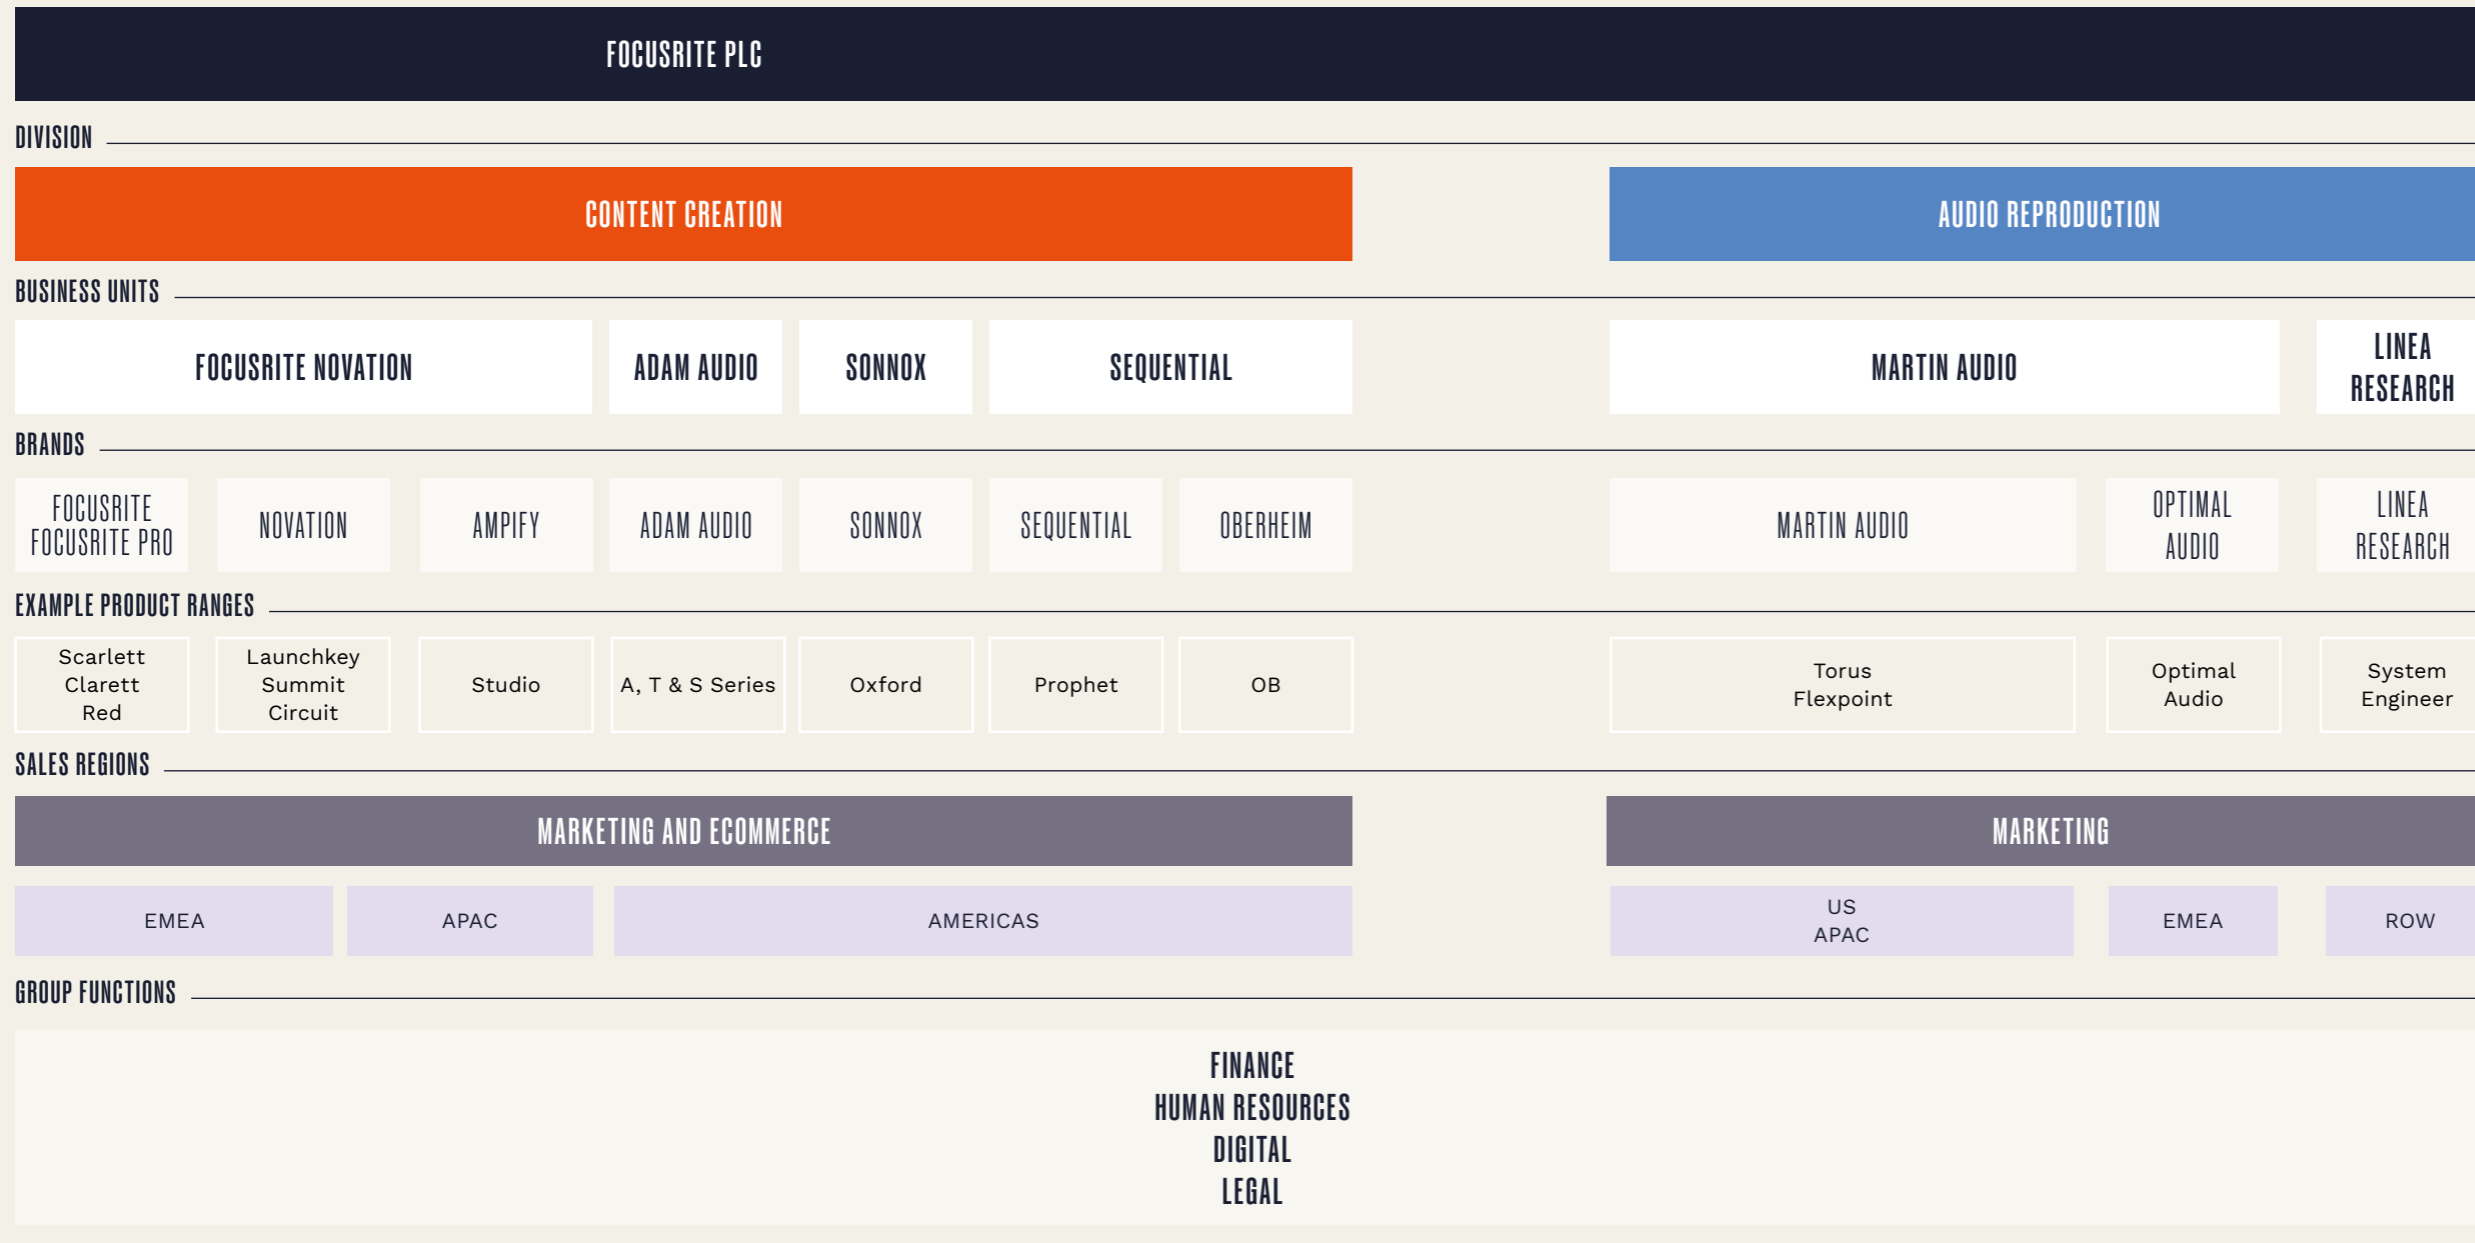 FOCUSRITE PLC
DIVISION
CONTENT CREATION
AUDIO REPRODUCTION
BUSINESS UNITS
FOCUSRITE NOVATION
ADAM AUDIO
SONNOX
SEQUENTIAL
MARTIN AUDIO
LINEA
RESEARCH
BRANDS
FOCUSRITE
FOCUSRITE PRO
NOVATION
AMPIFY
ADAM AUDIO
SONNOX
SEQUENTIAL
OBERHEIM
MARTIN AUDIO
OPTIMAL
AUDIO
LINEA
RESEARCH
EXAMPLE PRODUCT RANGES
Scarlett
Clarett
Red
Launchkey
Summit
Circuit
Studio
A, T & S Series
Oxford
Prophet
OB
Torus
Flexpoint
Optimal
Audio
System
Engineer
SALES REGIONS
MARKETING AND ECOMMERCE
MARKETING
EMEA
APAC
AMERICAS
US
APAC
EMEA
ROW
GROUP FUNCTIONS
FINANCE
HUMAN RESOURCES
DIGITAL
LEGAL